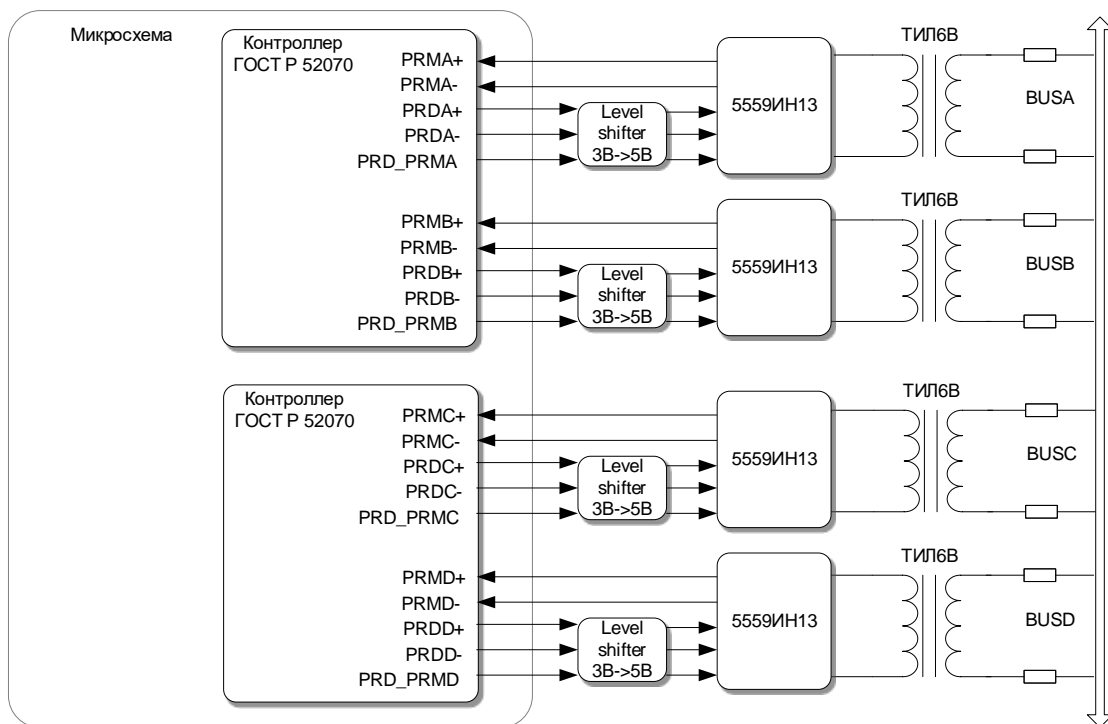 Микросхема
Контроллер
ГОСТ Р 52070
PRMA+
PRMA-
PRDA+
PRDA-
PRD_PRMA
PRMB+
PRMB-
PRDB+
PRDB-
PRD_PRMB
Level
shifter
3В->5В
Level
shifter
3В->5В
5559ИН13
5559ИН13
ТИЛ6В
BUSA
ТИЛ6В
BUSB
Контроллер
ГОСТ Р 52070
PRMC+
PRMC-
PRDC+
PRDC-
PRD_PRMC
PRMD+
PRMD-
PRDD+
PRDD-
PRD_PRMD
Level
shifter
3В->5В
Level
shifter
3В->5В
5559ИН13
5559ИН13
ТИЛ6В
BUSC
ТИЛ6В
BUSD